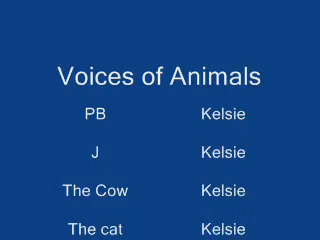 Voices of Animals
PB Kelsie
J Kelsie
The Cow Kelsie
The cat Kelsie